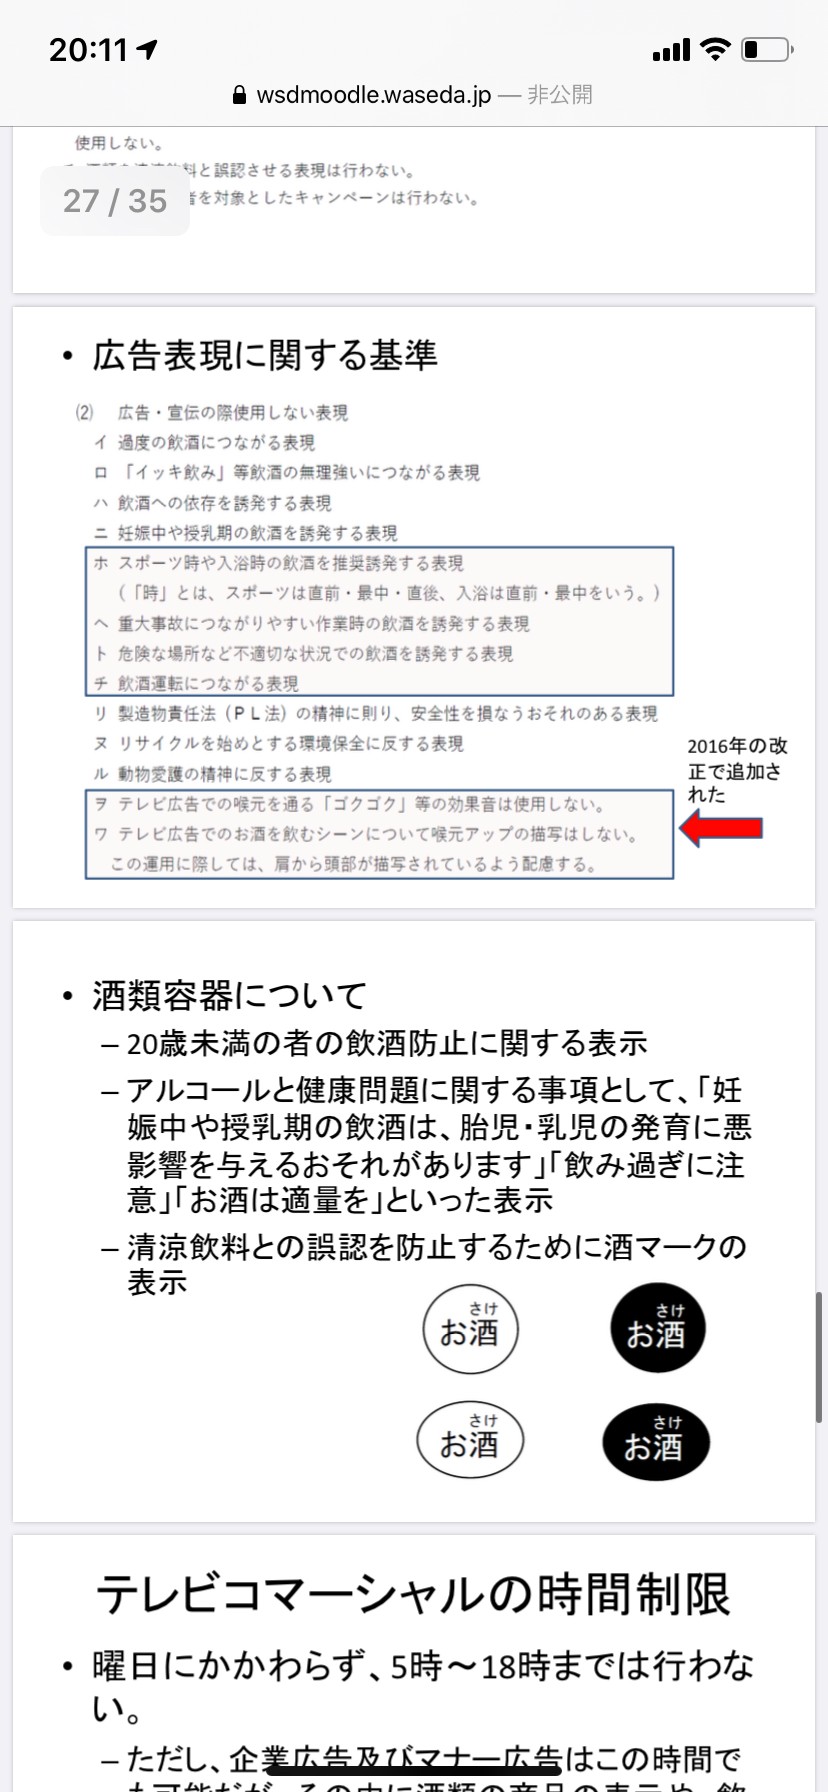 20:11
wsdmoodle.waseda.jp — 非公開
使用しない。
料と誤認させる表現は行わない。
27 / 35
者を対象としたキャンペーンは行わない。
• 広告表現に関する基準
(2) 広告・宣伝の際使用しない表現
イ 過度の飲酒につながる表現
ロ 「イッキ飲み」等飲酒の無理強いにつながる表現
ハ 飲酒への依存を誘発する表現
ニ 妊娠中や授乳期の飲酒を誘発する表現
ホ スポーツ時や入浴時の飲酒を推奨誘発する表現
（「時」とは、スポーツは直前・最中・直後、入浴は直前・最中をいう。）
ヘ 重大事故につながりやすい作業時の飲酒を誘発する表現
ト 危険な場所など不適切な状況での飲酒を誘発する表現
チ 飲酒運転につながる表現
リ 製造物責任法（ＰＬ法）の精神に則り、安全性を損なうおそれのある表現
ヌ リサイクルを始めとする環境保全に反する表現
ル 動物愛護の精神に反する表現
ヲ テレビ広告での喉元を通る「ゴクゴク」等の効果音は使用しない。
ワ テレビ広告でのお酒を飲むシーンについて喉元アップの描写はしない。
この運用に際しては、肩から頭部が描写されているよう配慮する。
2016年の改
正で追加さ
れた
• 酒類容器について
– 20歳未満の者の飲酒防止に関する表示
– アルコールと健康問題に関する事項として、「妊
娠中や授乳期の飲酒は、胎児・乳児の発育に悪
影響を与えるおそれがあります」「飲み過ぎに注
意」「お酒は適量を」といった表示
– 清涼飲料との誤認を防止するために酒マークの
表示
さけ
お酒
さけ
お酒
さけ
お酒
さけ
お酒
テレビコマーシャルの時間制限
• 曜日にかかわらず、5時～18時までは行わな
い。
– ただし、企業広告及びマナー広告はこの時間で